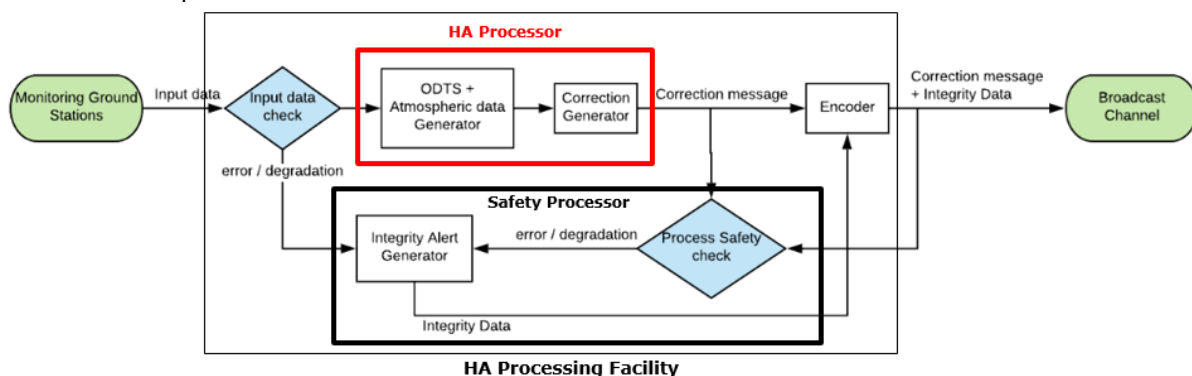 HA Processor
Monitoring Ground
Stations
Input data
Input data
check
ODTS +
Atmospheric data
Generator
Correction
Generator
Correction message
Encoder
Correction message
+ Integrity Data
Broadcast
Channel
error / degradation
Safety Processor
Integrity Alert
Generator
error / degradation
Process Safety
check
Integrity Data
HA Processing Facility